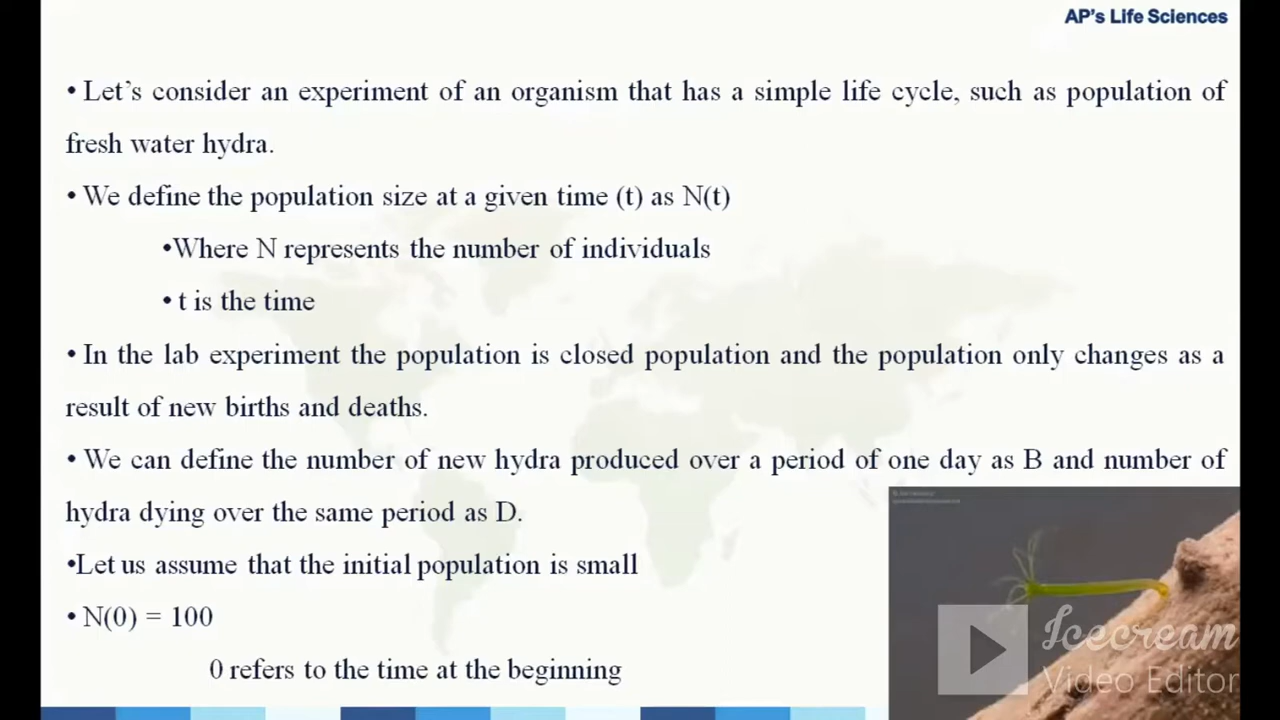 AP's Life Sciences
• Let's consider an experiment of an organism that has a simple life cycle, such as population of
fresh water hydra.
• We define the population size at a given time (t) as N(t)
•Where N represents the number of individuals
• t is the time
• In the lab experiment the population is closed population and the population only changes as a
result of new births and deaths.
• We can define the number of new hydra produced over a period of one day as B and number of
hydra dying over the same period as D.
•Let us assume that the initial population is small
• N(0) = 100
0 refers to the time at the beginning
Icecream
Video Editor